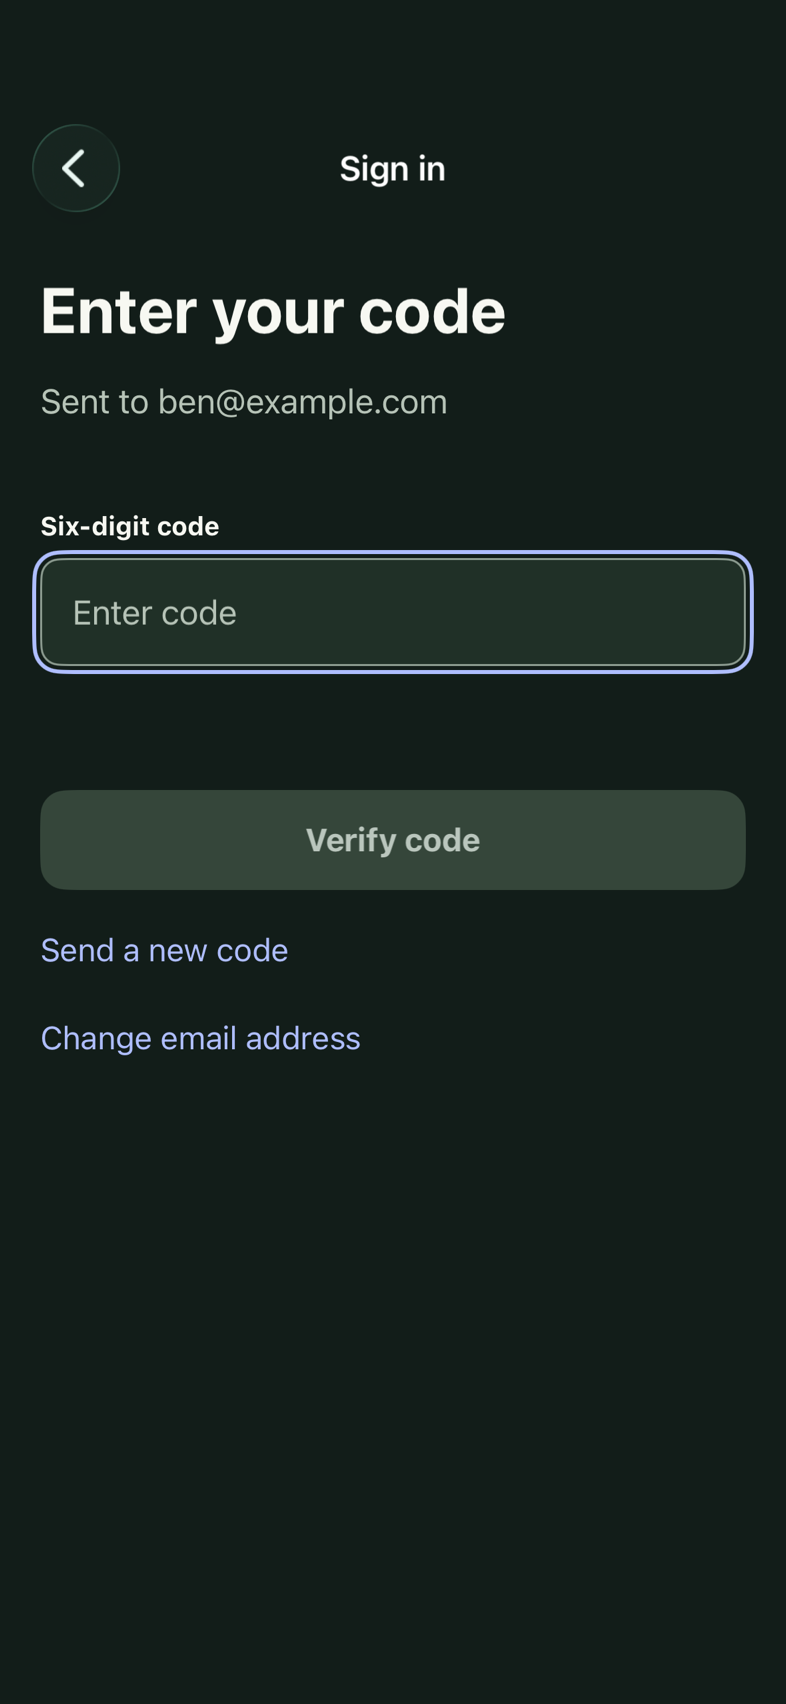 Sign in
Enter your code
Sent to ben@example.com
Six-digit code
Enter code
Verify code
Send a new code
Change email address